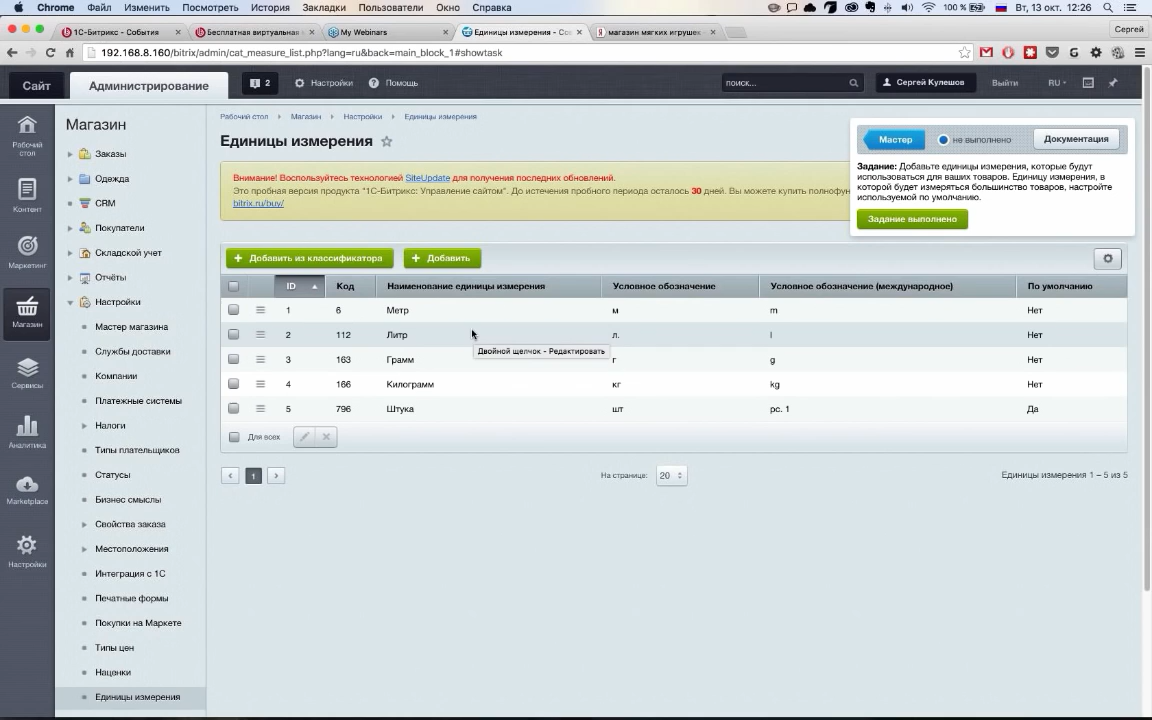 Chrome Файл Изменить Посмотреть История Закладки Пользователи Окно Справка 100 % Вт, 13 окт. 12:26
1С-Битрикс - События Бесплатная виртуальная My Webinars Единицы измерения - Со магазин мягких игрушек Сергей
192.168.8.160/bitrix/admin/cat_measure_list.php?lang=ru&back=main_block_1#showtask
Сайт Администрирование 2 Настройки Помощь поиск... Сергей Кулешов Выйти RU
Рабочий стол
Контент
Маркетинг
Магазин
Сервисы
Аналитика
Marketplace
Настройки
Магазин
Заказы
Одежда
CRM
Покупатели
Складской учет
Отчёты
Настройки
Мастер магазина
Службы доставки
Компании
Платежные системы
Налоги
Типы плательщиков
Статусы
Бизнес смыслы
Свойства заказа
Местоположения
Интеграция с 1С
Печатные формы
Покупки на Маркете
Типы цен
Наценки
Единицы измерения
Рабочий стол Магазин Настройки Единицы измерения
Единицы измерения
Внимание! Воспользуйтесь технологией SiteUpdate для получения последних обновлений.
Это пробная версия продукта "1С-Битрикс: Управление сайтом". До истечения пробного периода осталось 30 дней. Вы можете купить полнофун
bitrix.ru/buy/
Мастер не выполнено Документация
Задание: Добавьте единицы измерения, которые будут
использоваться для ваших товаров. Единицу измерения, в
которой будет измеряться большинство товаров, настройте
используемой по умолчанию.
Задание выполнено
+ Добавить из классификатора + Добавить
ID Код Наименование единицы измерения Условное обозначение Условное обозначение (международное) По умолчанию
1 6 Метр м m Нет
2 112 Литр л. l Нет
Двойной щелчок - Редактировать
3 163 Грамм г g Нет
4 166 Килограмм кг kg Нет
5 796 Штука шт pc. 1 Да
Для всех
1 На странице: 20 Единицы измерения 1 – 5 из 5